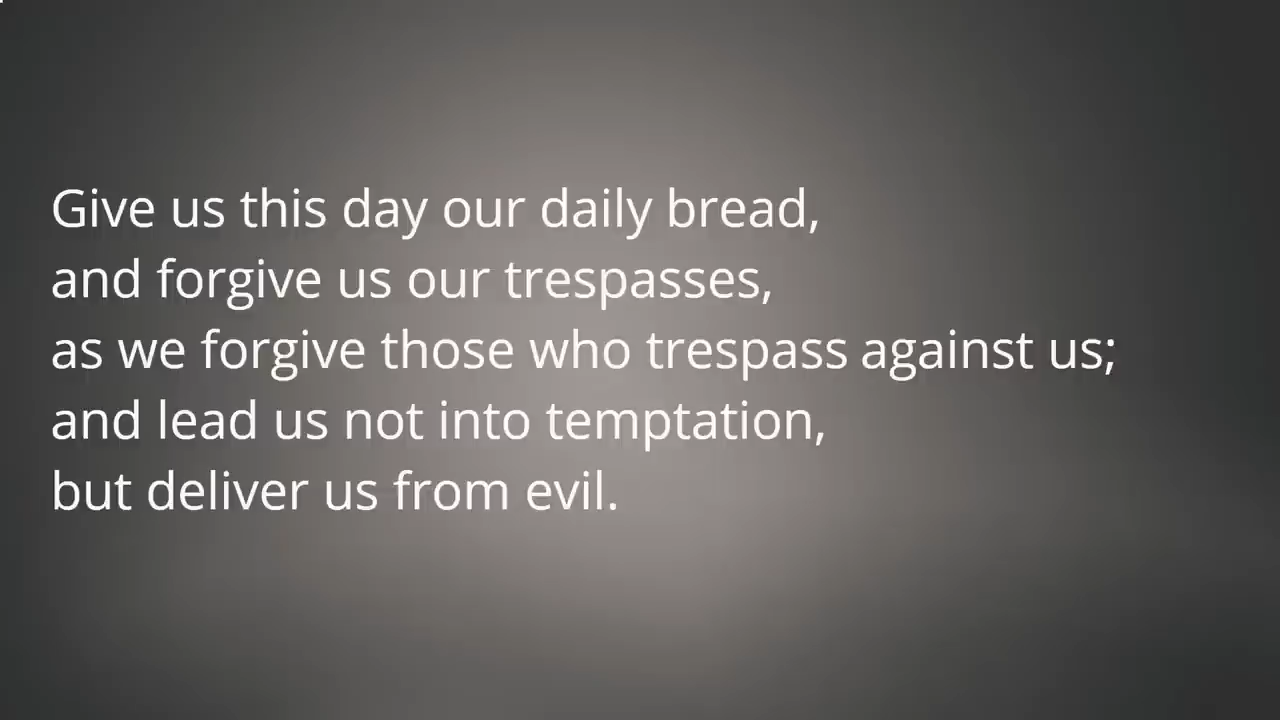 Give us this day our daily bread,
and forgive us our trespasses,
as we forgive those who trespass against us;
and lead us not into temptation,
but deliver us from evil.